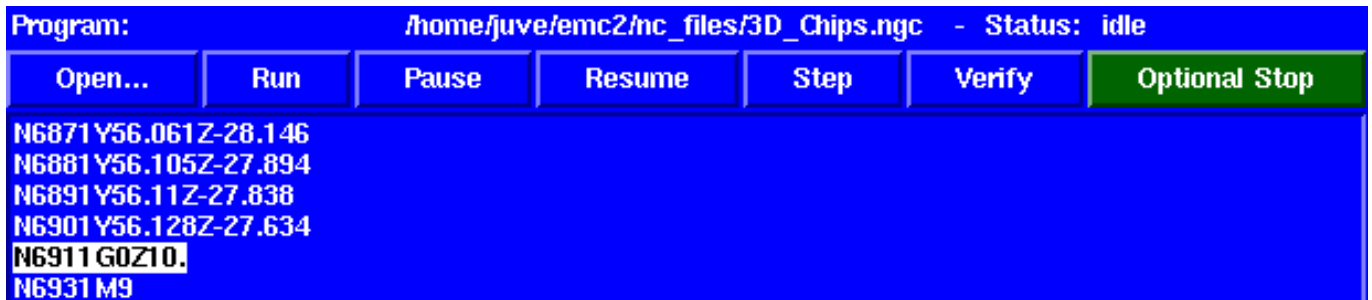 Program: /home/juve/emc2/nc_files/3D_Chips.ngc - Status: idle
Open... Run Pause Resume Step Verify Optional Stop
N6871Y56.061Z-28.146
N6881Y56.105Z-27.894
N6891Y56.11Z-27.838
N6901Y56.128Z-27.634
N6911G0Z10.
N6931M9